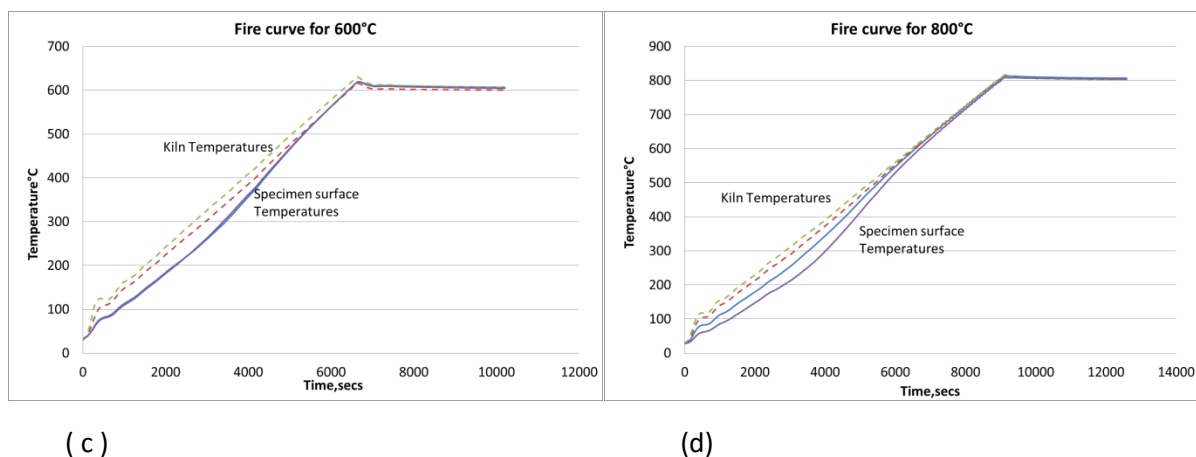 Fire curve for 600°C
700
600
500
400
300
200
100
0
Temperature°C
Kiln Temperatures
Specimen surface
Temperatures
0 2000 4000 6000 8000 10000 12000
Time,secs
( c )
Fire curve for 800°C
900
800
700
600
500
400
300
200
100
0
Temperature°C
Kiln Temperatures
Specimen surface
Temperatures
0 2000 4000 6000 8000 10000 12000 14000
Time,secs
(d)